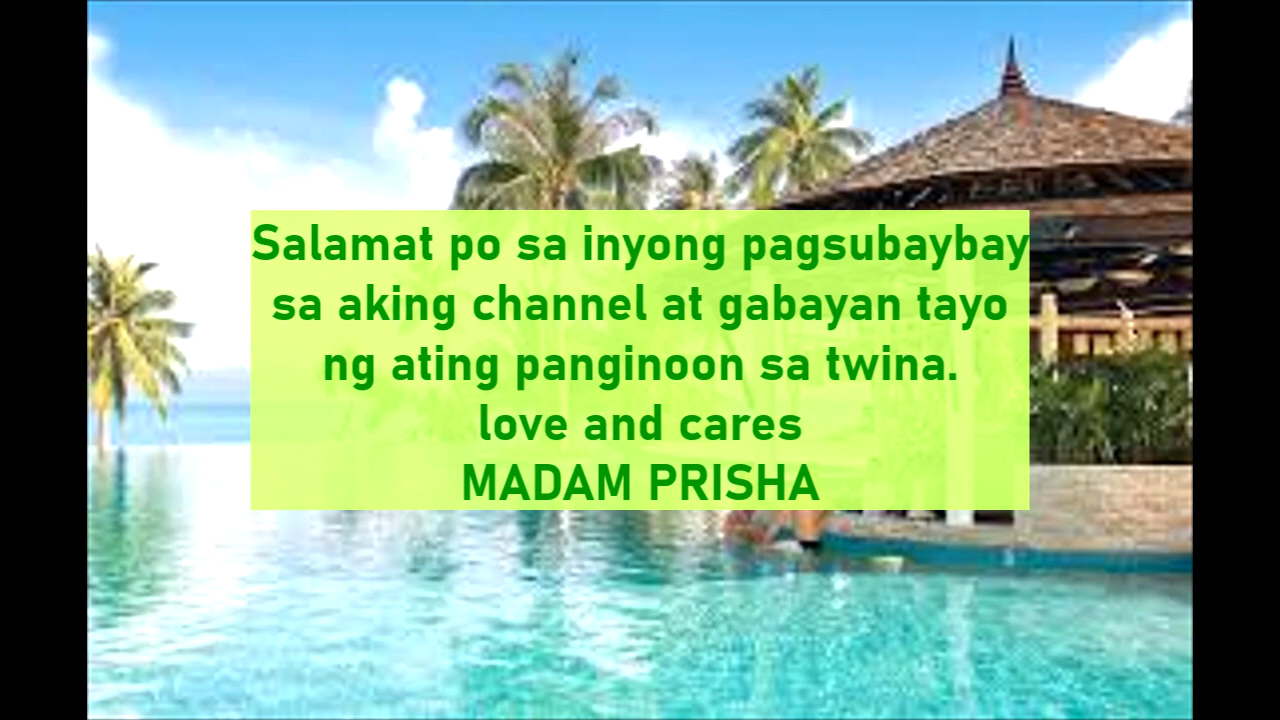 Salamat po sa inyong pagsubaybay
sa aking channel at gabayan tayo
ng ating panginoon sa twina.
love and cares
MADAM PRISHA